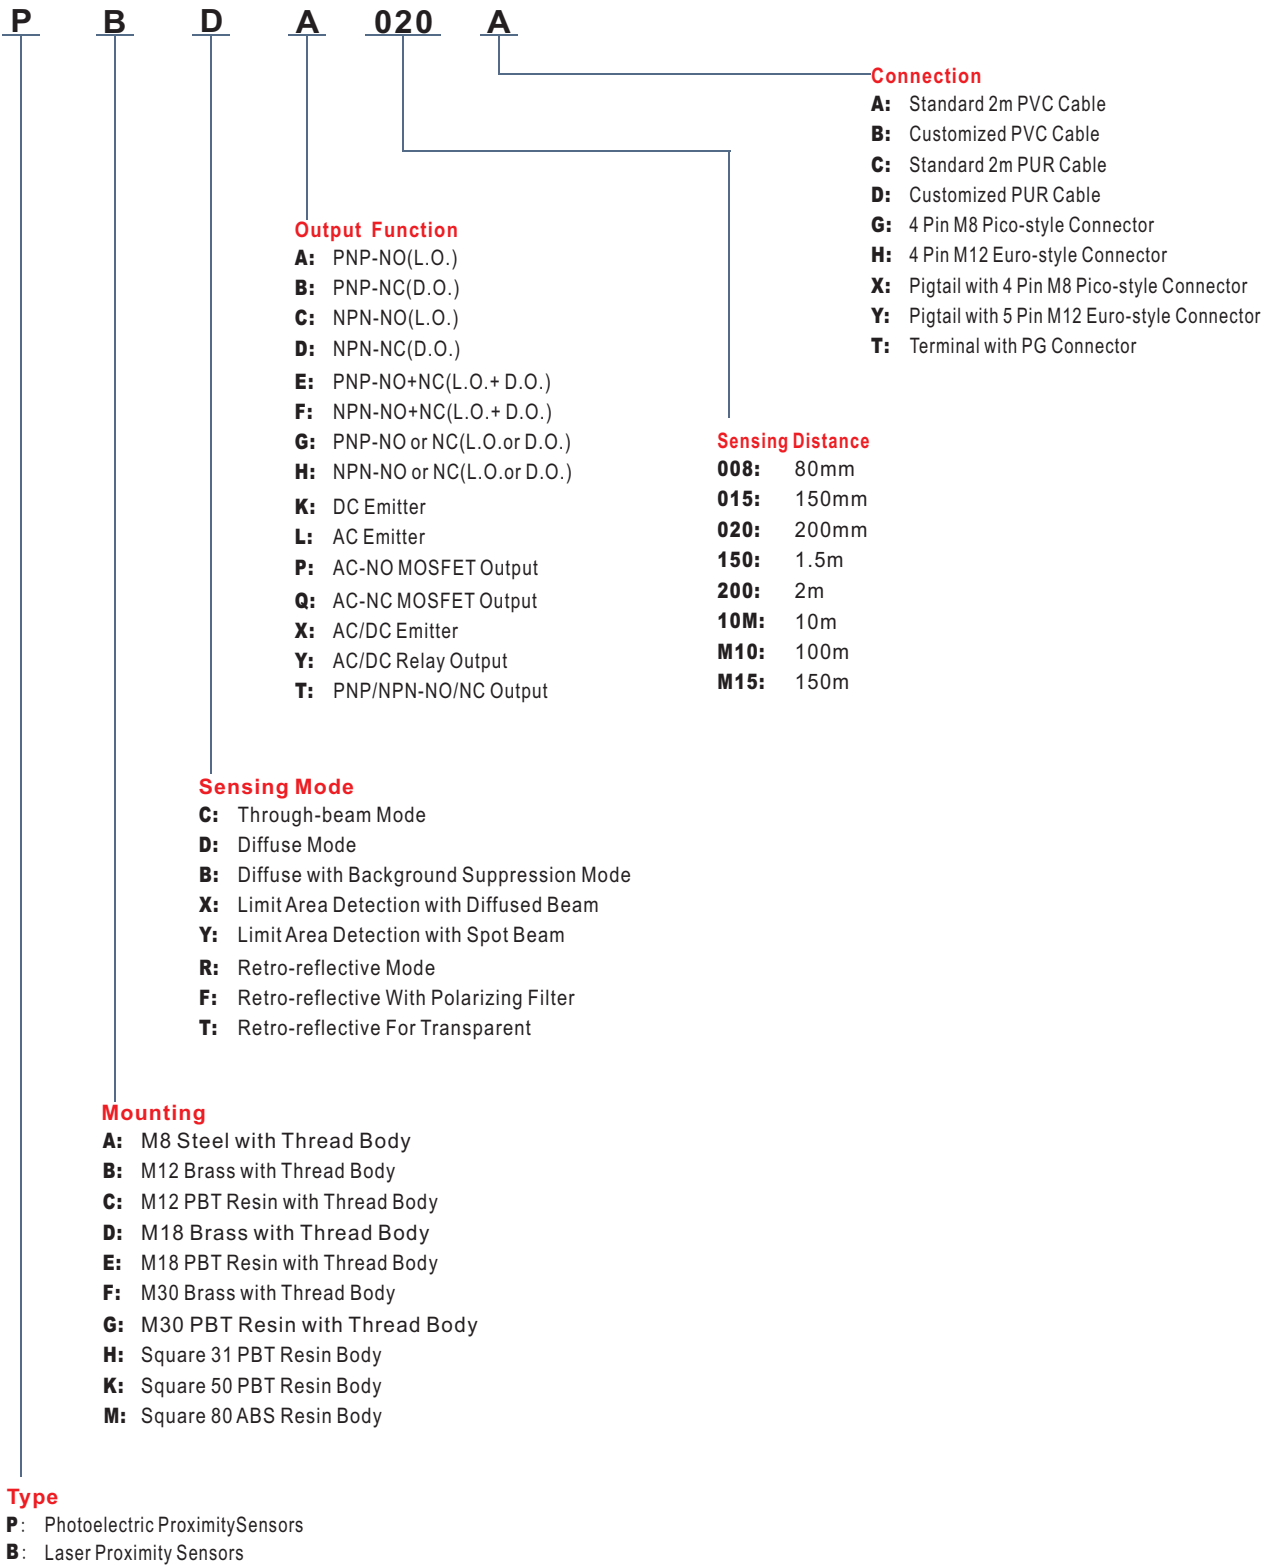 P B D A 020 A
Connection
A: Standard 2m PVC Cable
B: Customized PVC Cable
C: Standard 2m PUR Cable
D: Customized PUR Cable
G: 4 Pin M8 Pico-style Connector
H: 4 Pin M12 Euro-style Connector
X: Pigtail with 4 Pin M8 Pico-style Connector
Y: Pigtail with 5 Pin M12 Euro-style Connector
T: Terminal with PG Connector
Output Function
A: PNP-NO(L.O.)
B: PNP-NC(D.O.)
C: NPN-NO(L.O.)
D: NPN-NC(D.O.)
E: PNP-NO+NC(L.O.+ D.O.)
F: NPN-NO+NC(L.O.+ D.O.)
G: PNP-NO or NC(L.O.or D.O.)
H: NPN-NO or NC(L.O.or D.O.)
K: DC Emitter
L: AC Emitter
P: AC-NO MOSFET Output
Q: AC-NC MOSFET Output
X: AC/DC Emitter
Y: AC/DC Relay Output
T: PNP/NPN-NO/NC Output
Sensing Distance
008: 80mm
015: 150mm
020: 200mm
150: 1.5m
200: 2m
10M: 10m
M10: 100m
M15: 150m
Sensing Mode
C: Through-beam Mode
D: Diffuse Mode
B: Diffuse with Background Suppression Mode
X: Limit Area Detection with Diffused Beam
Y: Limit Area Detection with Spot Beam
R: Retro-reflective Mode
F: Retro-reflective With Polarizing Filter
T: Retro-reflective For Transparent
Mounting
A: M8 Steel with Thread Body
B: M12 Brass with Thread Body
C: M12 PBT Resin with Thread Body
D: M18 Brass with Thread Body
E: M18 PBT Resin with Thread Body
F: M30 Brass with Thread Body
G: M30 PBT Resin with Thread Body
H: Square 31 PBT Resin Body
K: Square 50 PBT Resin Body
M: Square 80 ABS Resin Body
Type
P: Photoelectric ProximitySensors
B: Laser Proximity Sensors